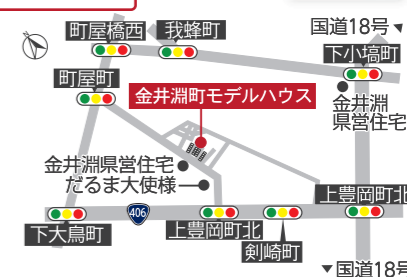 町屋橋西
我峰町
国道18号
下小塙町
町屋町
金井淵町モデルハウス
金井淵
県営住宅
金井淵県営住宅
だるま大使様
上豊岡町北
406
下大島町
上豊岡町北
剣崎町
▼国道18号